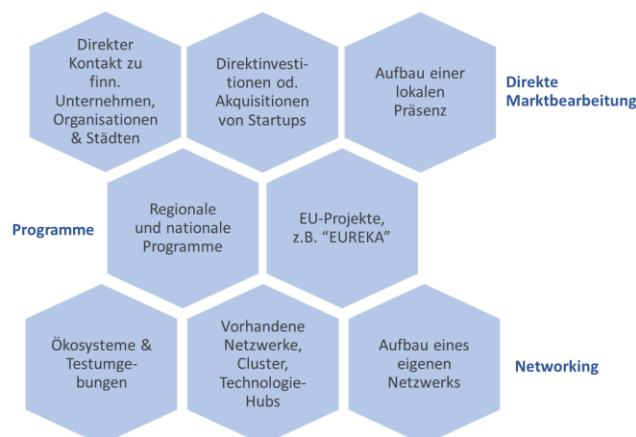 Direkter
Kontakt zu
finn.
Unternehmen,
Organisationen
& Städten
Direktinvesti-
tionen od.
Akquisitionen
von Startups
Aufbau einer
lokalen
Präsenz
Direkte
Marktbearbeitung
Programme
Regionale
und nationale
Programme
EU-Projekte,
z.B. “EUREKA”
Ökosysteme &
Testumge-
bungen
Vorhandene
Netzwerke,
Cluster,
Technologie-
Hubs
Aufbau eines
eigenen
Netzwerks
Networking